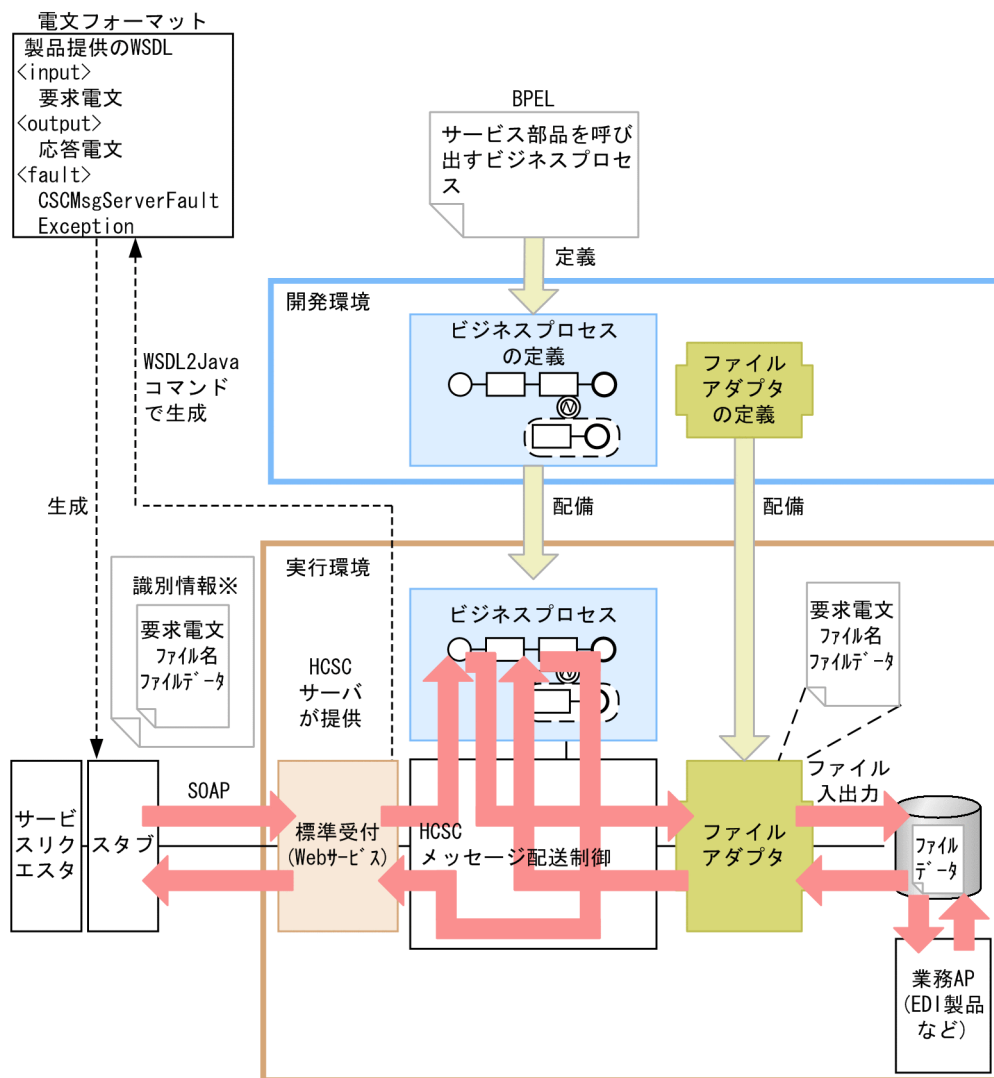 電文フォーマット
製品提供のWSDL
<input>
要求電文
<output>
応答電文
<fault>
CSCMsgServerFault
Exception
BPEL
サービス部品を呼び
出すビジネスプロセ
ス
定義
開発環境
ビジネスプロセス
の定義
ファイル
アダプタ
の定義
WSDL2Java
コマンド
で生成
生成
配備
配備
実行環境
識別情報※
要求電文
ファイル名
ファイルデータ
ビジネスプロセス
要求電文
ファイル名
ファイルデータ
HCSC
サーバ
が提供
SOAP
ファイル
入出力
サービ
スリク
エスタ
スタブ
標準受付
(Webサービス)
HCSC
メッセージ配送制御
ファイル
アダプタ
ファイル
データ
業務AP
(EDI製品
など)